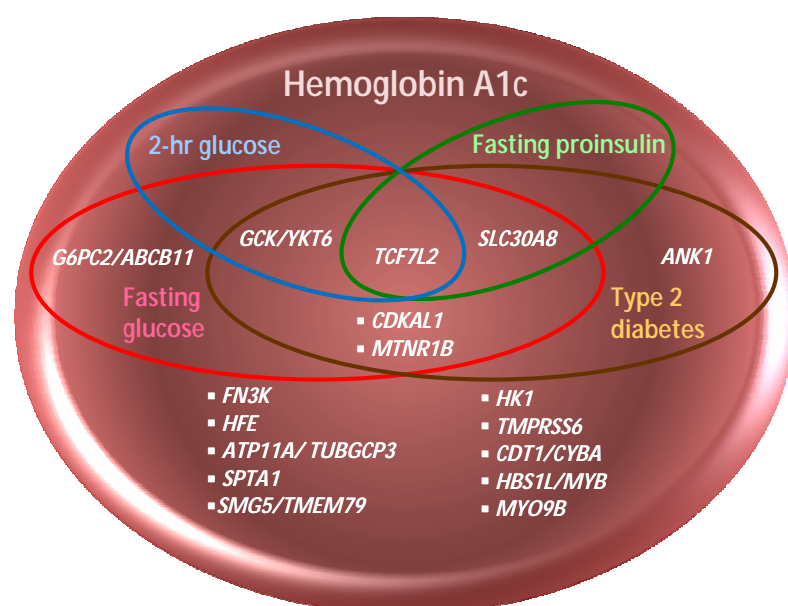 Hemoglobin A1c
2-hr glucose
Fasting proinsulin
GCK/YKT6
SLC30A8
G6PC2/ABCB11
TCF7L2
ANK1
Fasting
glucose
Type 2
diabetes
▪ CDKAL1
▪ MTNR1B
▪ FN3K
▪ HFE
▪ ATP11A/ TUBGCP3
▪ SPTA1
▪SMG5/TMEM79
▪ HK1
▪ TMPRSS6
▪ CDT1/CYBA
▪ HBS1L/MYB
▪ MYO9B